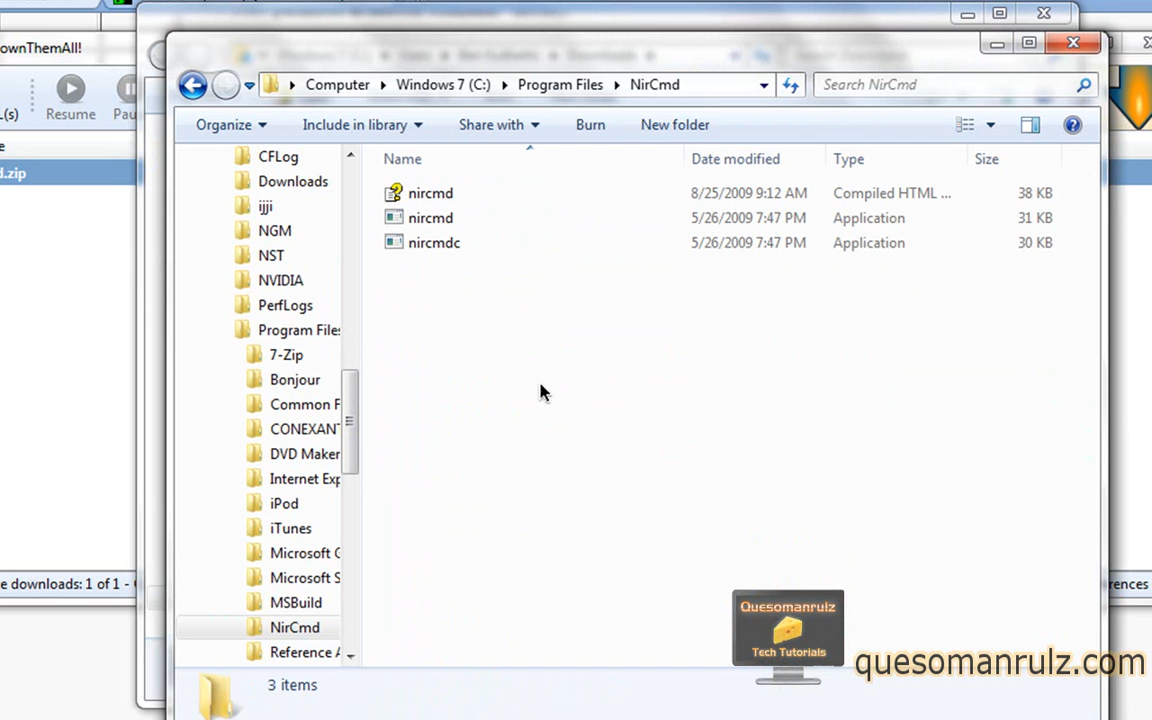 ownThemAll!
Computer Windows 7 (C:) Program Files NirCmd
Search NirCmd
(s) Resume Pau
Organize Include in library Share with Burn New folder
e
d.zip
CFLog
Downloads
ijji
NGM
NST
NVIDIA
PerfLogs
Program Files
7-Zip
Bonjour
Common F
CONEXANT
DVD Maker
Internet Exp
iPod
iTunes
Microsoft O
Microsoft S
MSBuild
NirCmd
Reference A
Name Date modified Type Size
nircmd 8/25/2009 9:12 AM Compiled HTML ... 38 KB
nircmd 5/26/2009 7:47 PM Application 31 KB
nircmdc 5/26/2009 7:47 PM Application 30 KB
e downloads: 1 of 1 -
rences
3 items
Quesomanrulz
Tech Tutorials
quesomanrulz.com